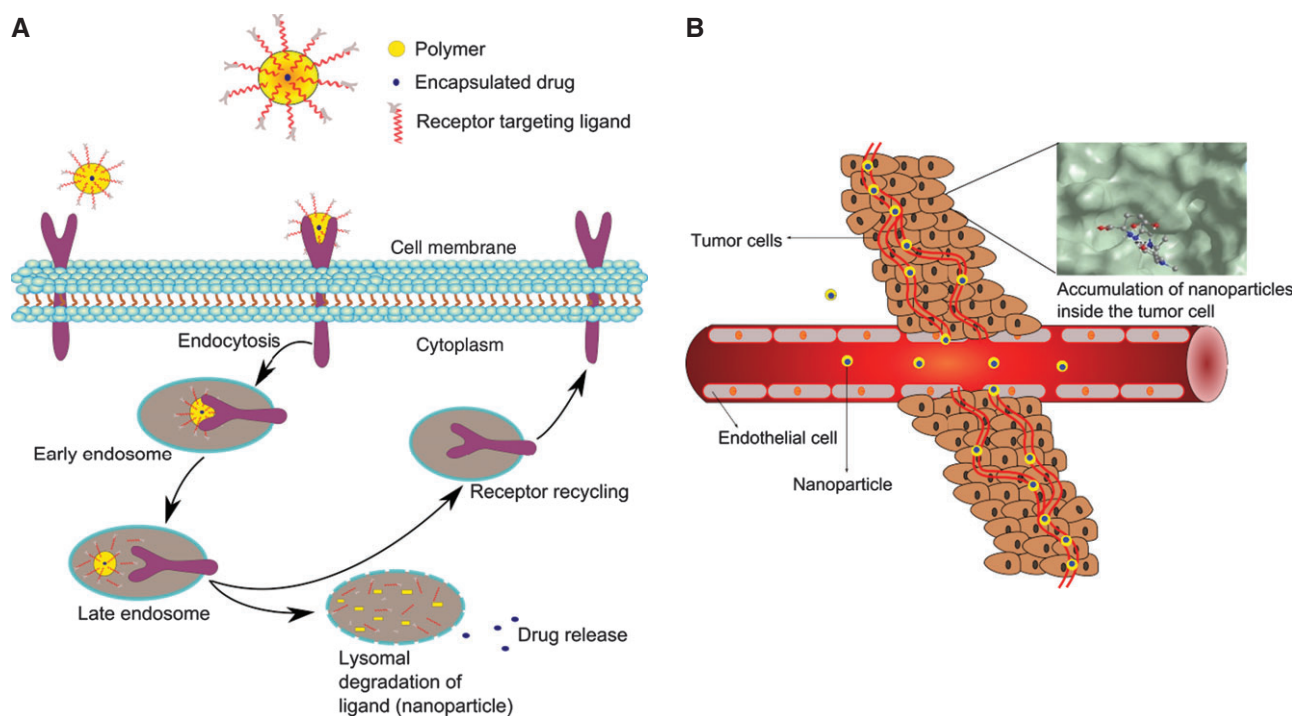 A
Polymer
Encapsulated drug
Receptor targeting ligand
Cell membrane
Endocytosis
Cytoplasm
Early endosome
Receptor recycling
Late endosome
Drug release
Lysomal
degradation of
ligand (nanoparticle)
B
Tumor cells
Accumulation of nanoparticles
inside the tumor cell
Endothelial cell
Nanoparticle